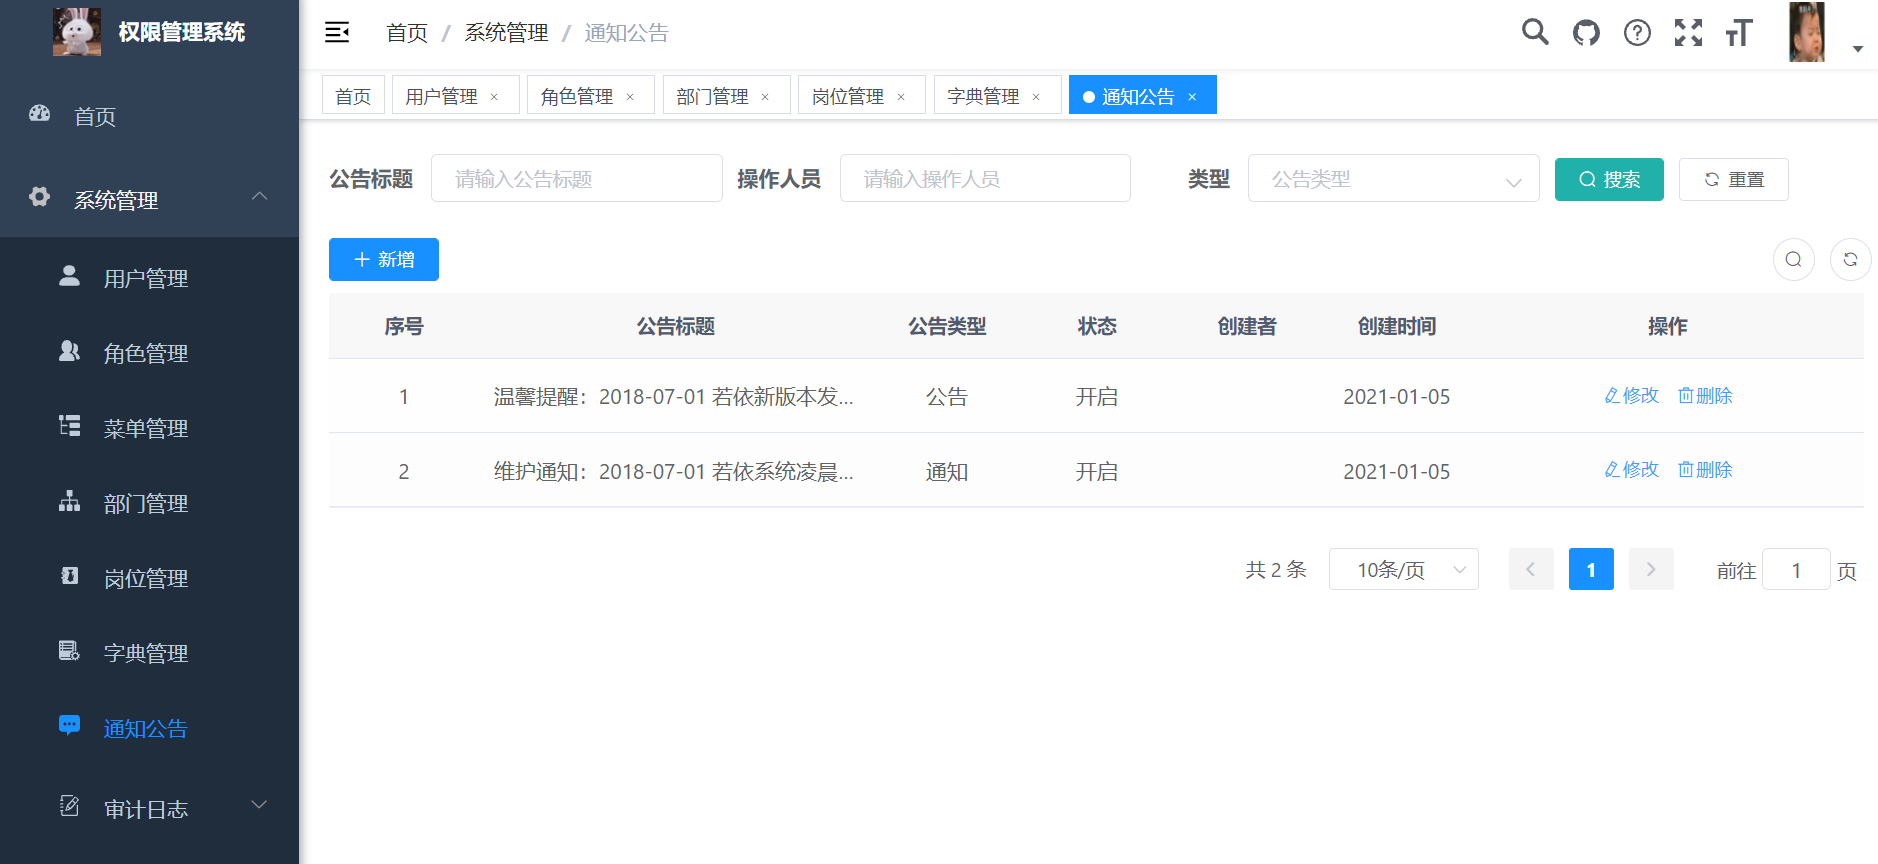 权限管理系统
首页
系统管理
用户管理
角色管理
菜单管理
部门管理
岗位管理
字典管理
通知公告
审计日志
首页 / 系统管理 / 通知公告
首页 用户管理 × 角色管理 × 部门管理 × 岗位管理 × 字典管理 × 通知公告 ×
公告标题 请输入公告标题 操作人员 请输入操作人员 类型 公告类型 搜索 重置
新增
序号 公告标题 公告类型 状态 创建者 创建时间 操作
1 温馨提醒：2018-07-01 若依新版本发... 公告 开启 2021-01-05 修改 删除
2 维护通知：2018-07-01 若依系统凌晨... 通知 开启 2021-01-05 修改 删除
共 2 条 10条/页 1 前往 1 页